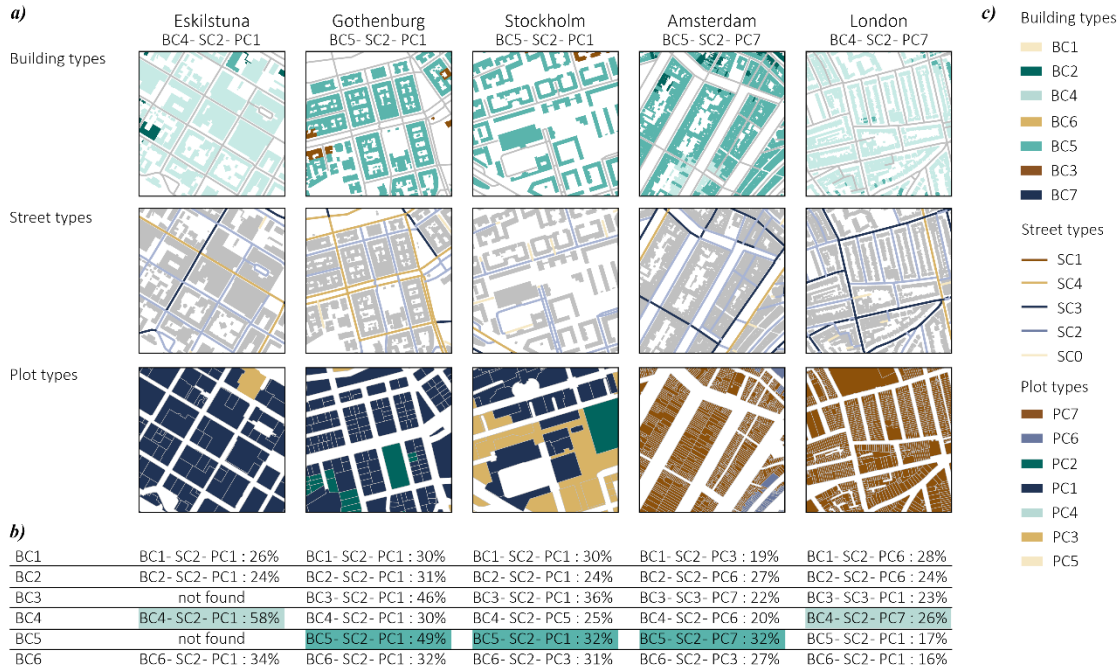 a)
Eskilstuna Gothenburg Stockholm Amsterdam London
BC4- SC2- PC1 BC5- SC2- PC1 BC5- SC2- PC1 BC5- SC2- PC7 BC4- SC2- PC7
Building types
Street types
Plot types
b)
BC1 BC1- SC2- PC1 : 26% BC1- SC2- PC1 : 30% BC1- SC2- PC1 : 30% BC1- SC2- PC3 : 19% BC1- SC2- PC6 : 28%
BC2 BC2- SC2- PC1 : 24% BC2- SC2- PC1 : 31% BC2- SC2- PC1 : 24% BC2- SC2- PC6 : 27% BC2- SC2- PC6 : 24%
BC3 not found BC3- SC2- PC1 : 46% BC3- SC2- PC1 : 36% BC3- SC3- PC7 : 22% BC3- SC3- PC1 : 23%
BC4 BC4- SC2- PC1 : 58% BC4- SC2- PC1 : 30% BC4- SC2- PC5 : 25% BC4- SC2- PC6 : 20% BC4- SC2- PC7 : 26%
BC5 not found BC5- SC2- PC1 : 49% BC5- SC2- PC1 : 32% BC5- SC2- PC7 : 32% BC5- SC2- PC1 : 17%
BC6 BC6- SC2- PC1 : 34% BC6- SC2- PC1 : 32% BC6- SC2- PC3 : 31% BC6- SC2- PC3 : 27% BC6- SC2- PC1 : 16%
c)
Building types
BC1
BC2
BC4
BC6
BC5
BC3
BC7
Street types
SC1
SC4
SC3
SC2
SC0
Plot types
PC7
PC6
PC2
PC1
PC4
PC3
PC5